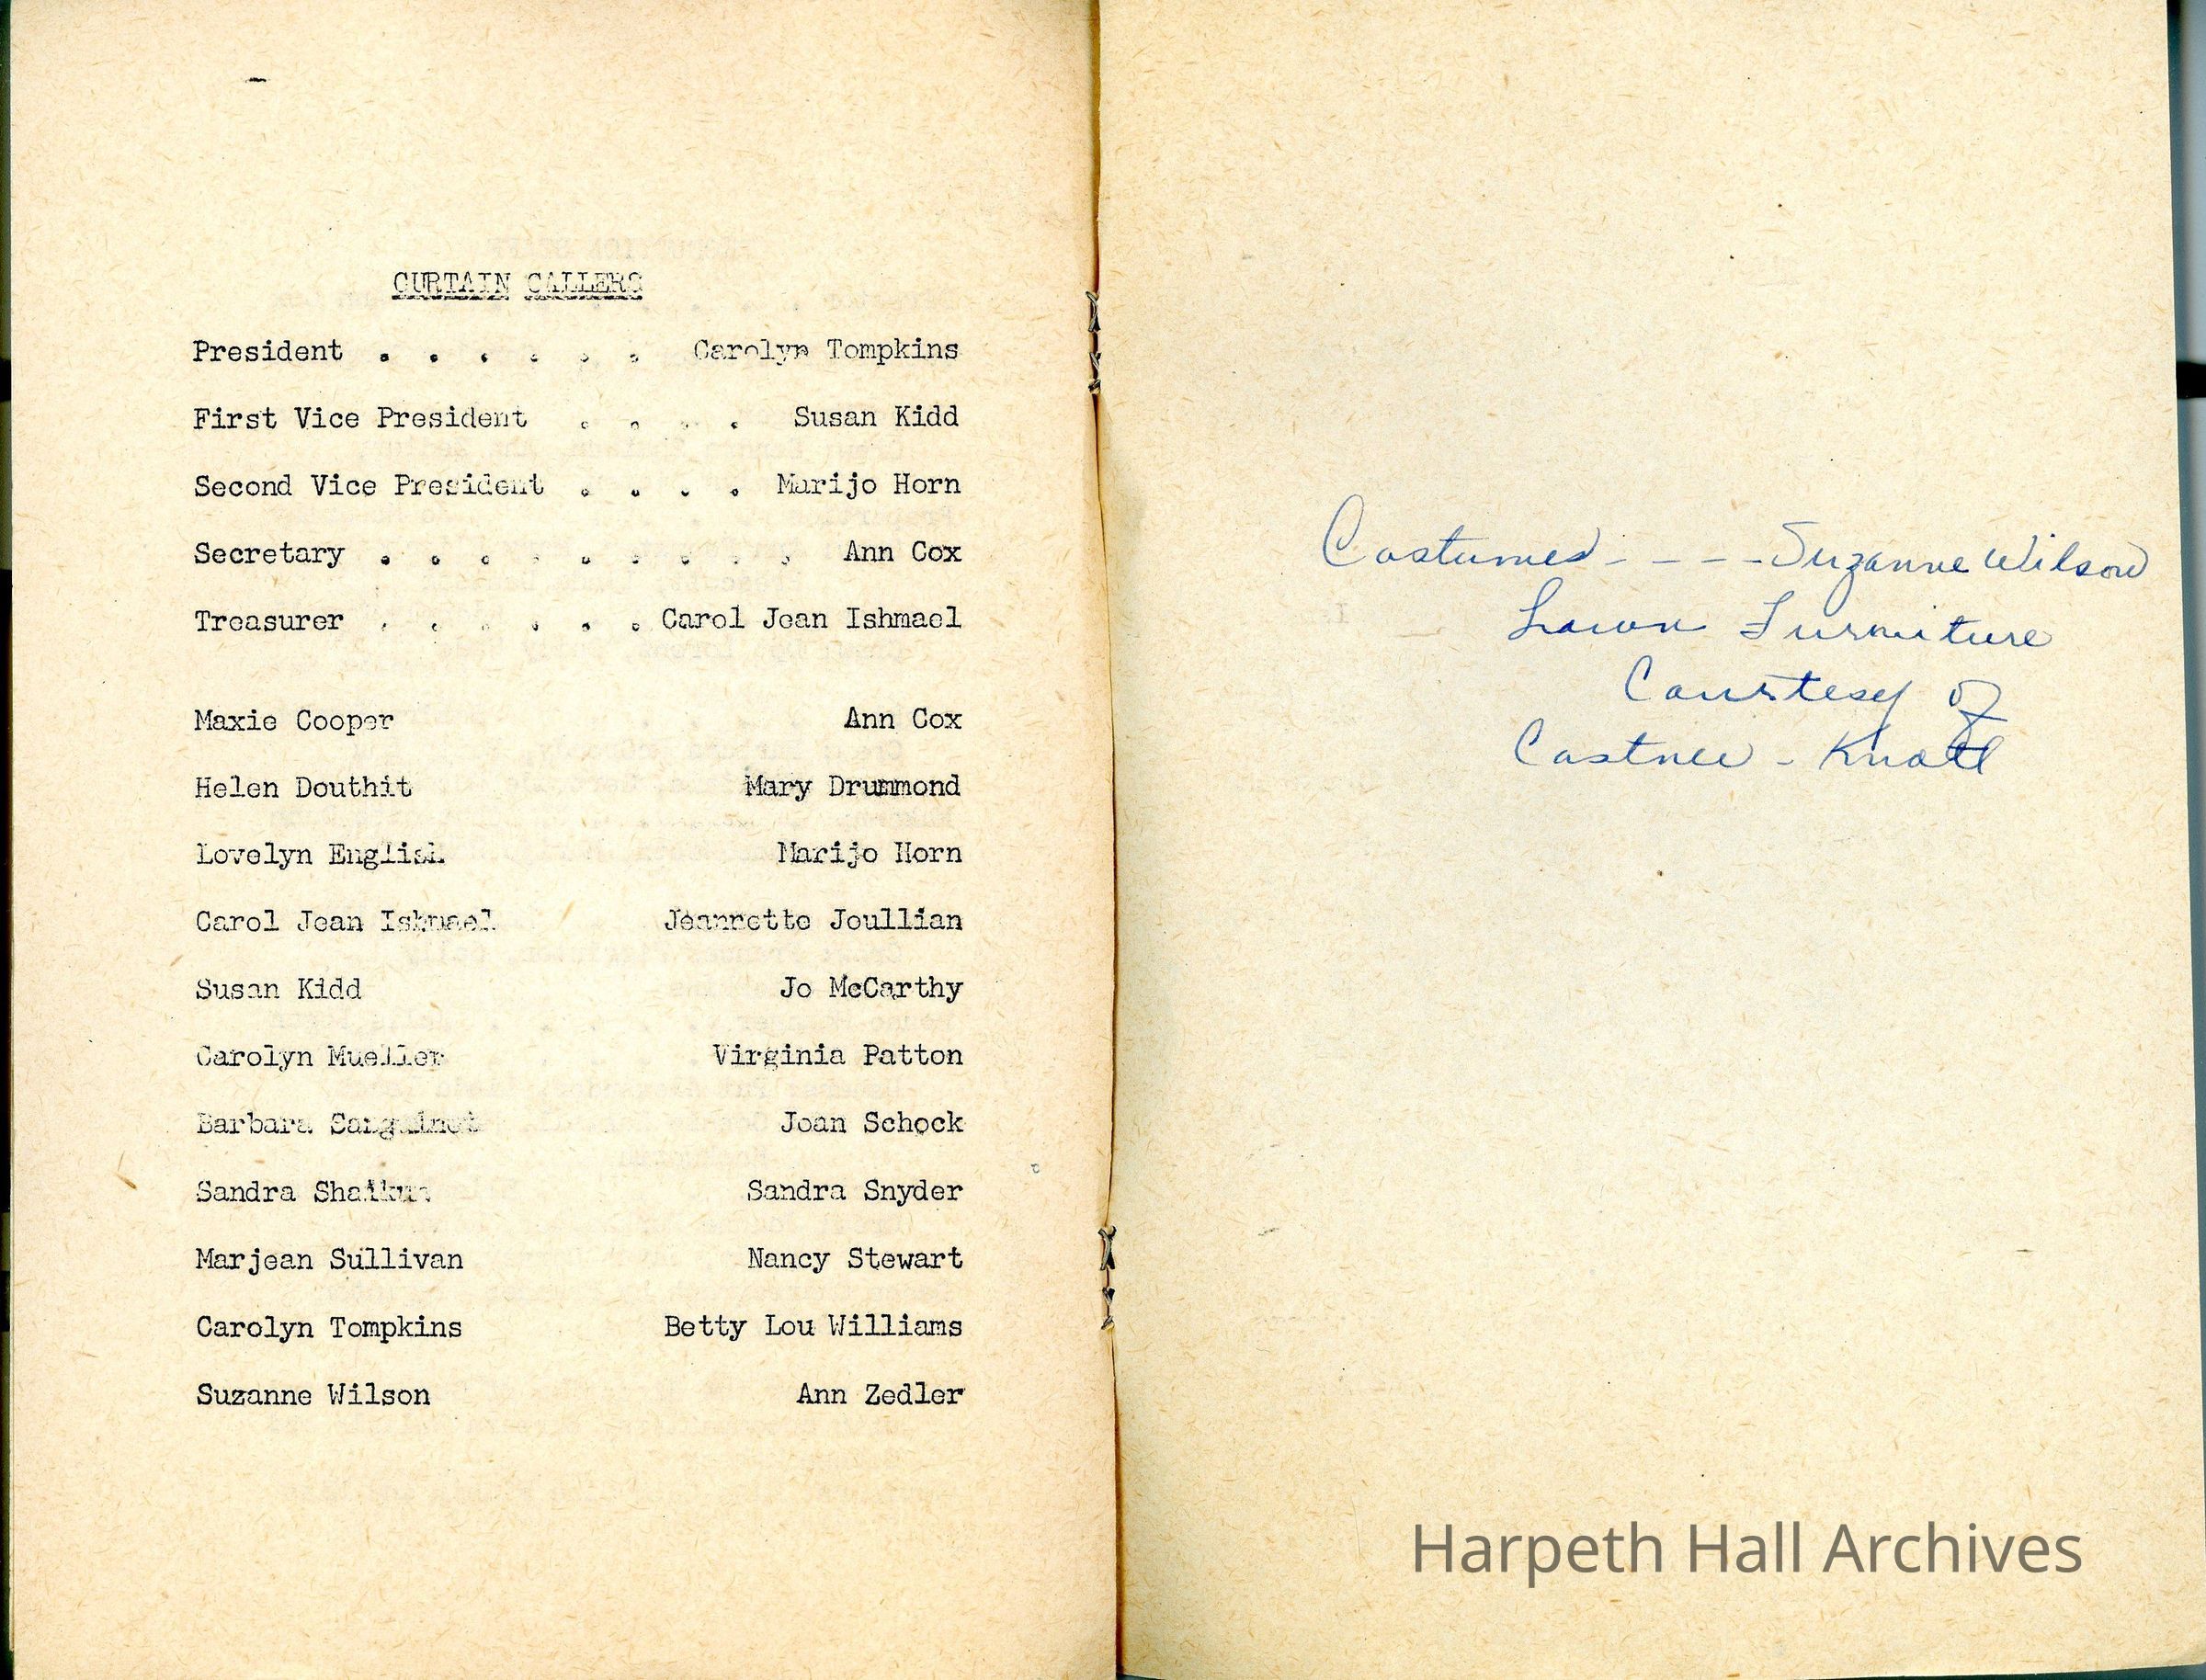 CURTAIN CALLERS
President . . . . . . Carolyn Tompkins
First Vice President . . . . Susan Kidd
Second Vice President . . . . Marijo Horn
Secretary . . . . . . . . . Ann Cox
Treasurer . . . . . . Carol Jean Ishmael
Maxie Cooper Ann Cox
Helen Douthit Mary Drummond
Lovelyn English Marijo Horn
Carol Jean Ishmael Jeannette Joullian
Susan Kidd Jo McCarthy
Carolyn Mueller Virginia Patton
Barbara Joan Schock
Sandra Sandra Snyder
Marjean Sullivan Nancy Stewart
Carolyn Tompkins Betty Lou Williams
Suzanne Wilson Ann Zedler
Costumes - - - - Suzanne Wilson
Lawn Furniture
Courtesy of
Castner - Knott
Harpeth Hall Archives